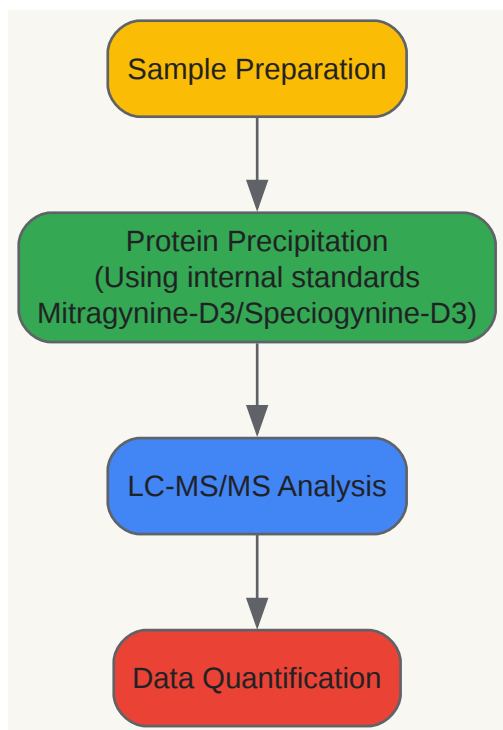 Sample Preparation
Protein Precipitation
(Using internal standards
Mitragynine-D3/Speciogynine-D3)
LC-MS/MS Analysis
Data Quantification